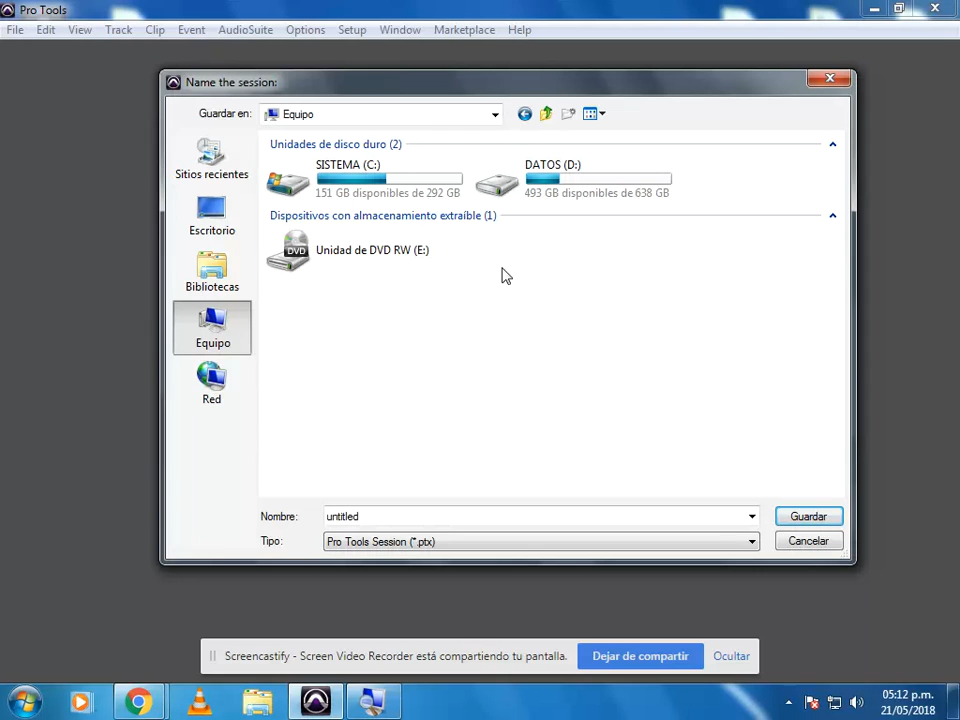 Pro Tools
File Edit View Track Clip Event AudioSuite Options Setup Window Marketplace Help
Name the session:
Guardar en: Equipo
Sitios recientes
Escritorio
Bibliotecas
Equipo
Red
Unidades de disco duro (2)
SISTEMA (C:)
151 GB disponibles de 292 GB
DATOS (D:)
493 GB disponibles de 638 GB
Dispositivos con almacenamiento extraíble (1)
DVD
Unidad de DVD RW (E:)
Nombre: untitled Guardar
Tipo: Pro Tools Session (*.ptx) Cancelar
Screencastify - Screen Video Recorder está compartiendo tu pantalla. Dejar de compartir Ocultar
05:12 p.m.
21/05/2018